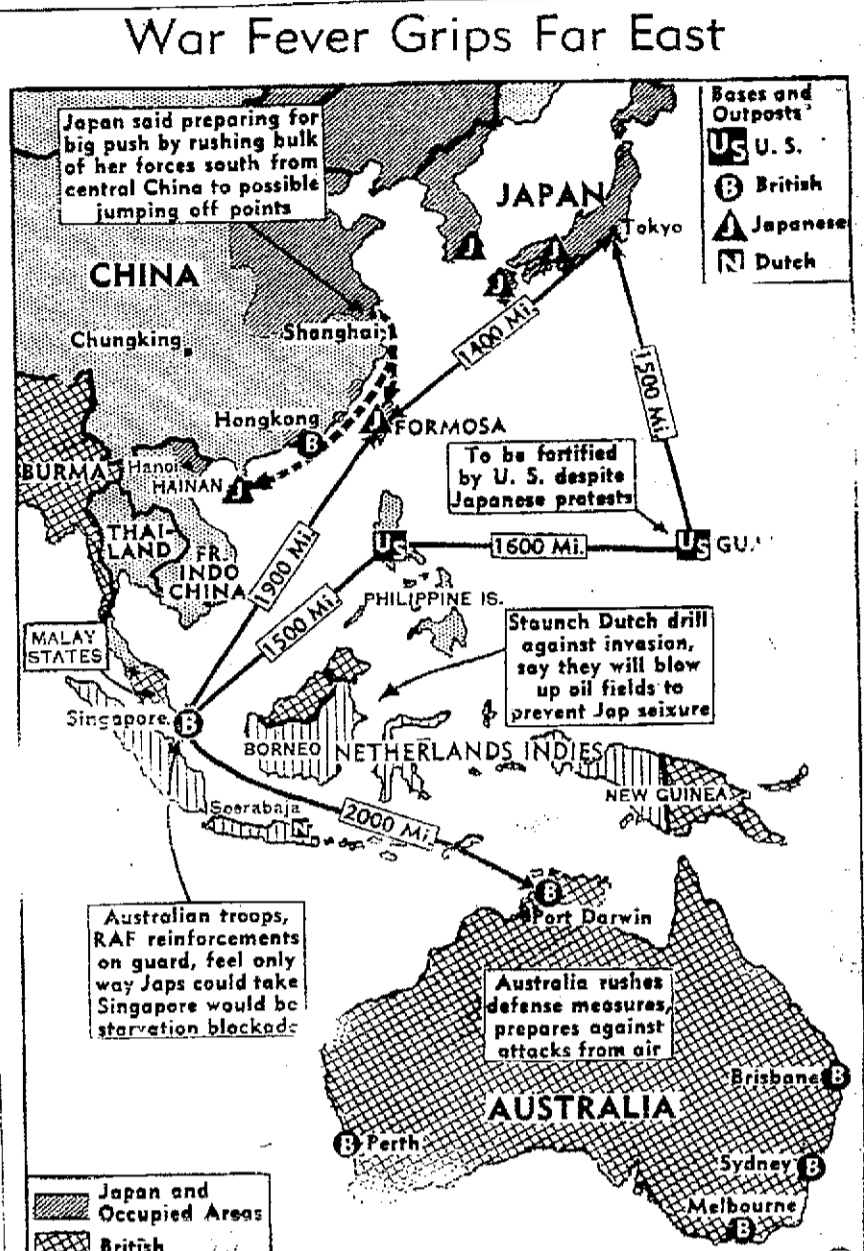 War Fever Grips Far East
Japan said preparing for
big push by rushing bulk
of her forces south from
central China to possible
jumping off points
Bases and
Outposts
US U. S.
B British
J Japanese
N Dutch
JAPAN
Tokyo
J
J
J
CHINA
Shanghai
Chungking
1400 Mi.
1500 Mi.
Hongkong
B
J FORMOSA
BURMA
Hanoi
HAINAN
J
To be fortified
by U. S. despite
Japanese protests
THAI-
LAND
FR.
INDO
CHINA
1900 Mi.
US
1600 Mi.
US
1500 Mi.
PHILIPPINE IS.
MALAY
STATES
Staunch Dutch drill
against invasion,
say they will blow
up oil fields to
prevent Jap seizure
Singapore B
BORNEO
NETHERLANDS INDIES
NEW GUINEA
Soerabaja
N
2000 Mi.
B
Port Darwin
Australian troops,
RAF reinforcements
on guard, feel only
way Japs could take
Singapore would be
starvation blockade
Australia rushes
defense measures,
prepares against
attacks from air
Brisbane B
AUSTRALIA
B Perth
Sydney B
Melbourne
B
Japan and
Occupied Areas
British